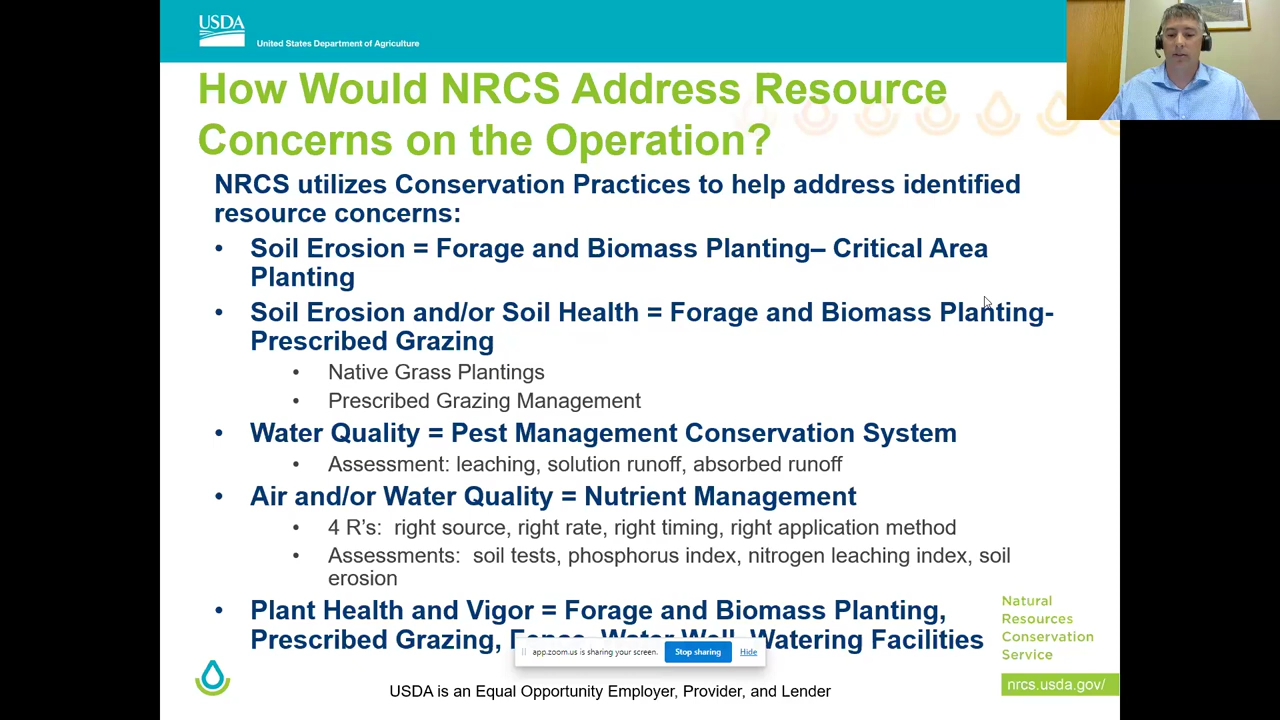 USDA
United States Department of Agriculture
How Would NRCS Address Resource
Concerns on the Operation?
NRCS utilizes Conservation Practices to help address identified
resource concerns:
• Soil Erosion = Forage and Biomass Planting– Critical Area
Planting
• Soil Erosion and/or Soil Health = Forage and Biomass Planting-
Prescribed Grazing
• Native Grass Plantings
• Prescribed Grazing Management
• Water Quality = Pest Management Conservation System
• Assessment: leaching, solution runoff, absorbed runoff
• Air and/or Water Quality = Nutrient Management
• 4 R’s: right source, right rate, right timing, right application method
• Assessments: soil tests, phosphorus index, nitrogen leaching index, soil
erosion
• Plant Health and Vigor = Forage and Biomass Planting,
Prescribed Grazing, Fence, Water Well, Watering Facilities
app.zoom.us is sharing your screen.
Stop sharing
Hide
Natural
Resources
Conservation
Service
nrcs.usda.gov/
USDA is an Equal Opportunity Employer, Provider, and Lender